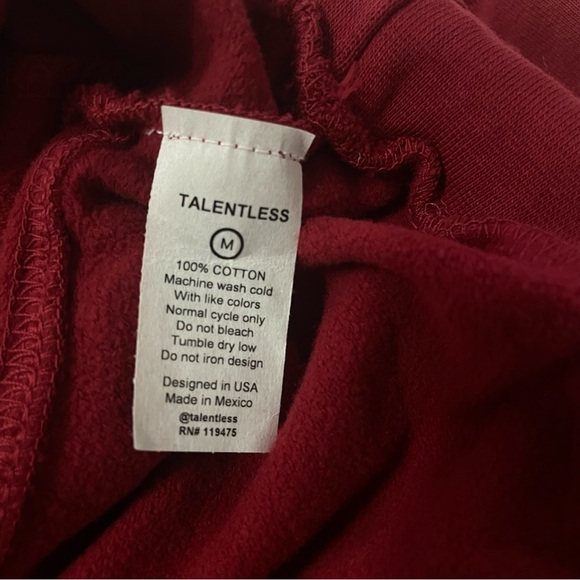 TALENTLESS
M
100% COTTON
Machine wash cold
With like colors
Normal cycle only
Do not bleach
Tumble dry low
Do not iron design
Designed in USA
Made in Mexico
@talentless
RN# 119475